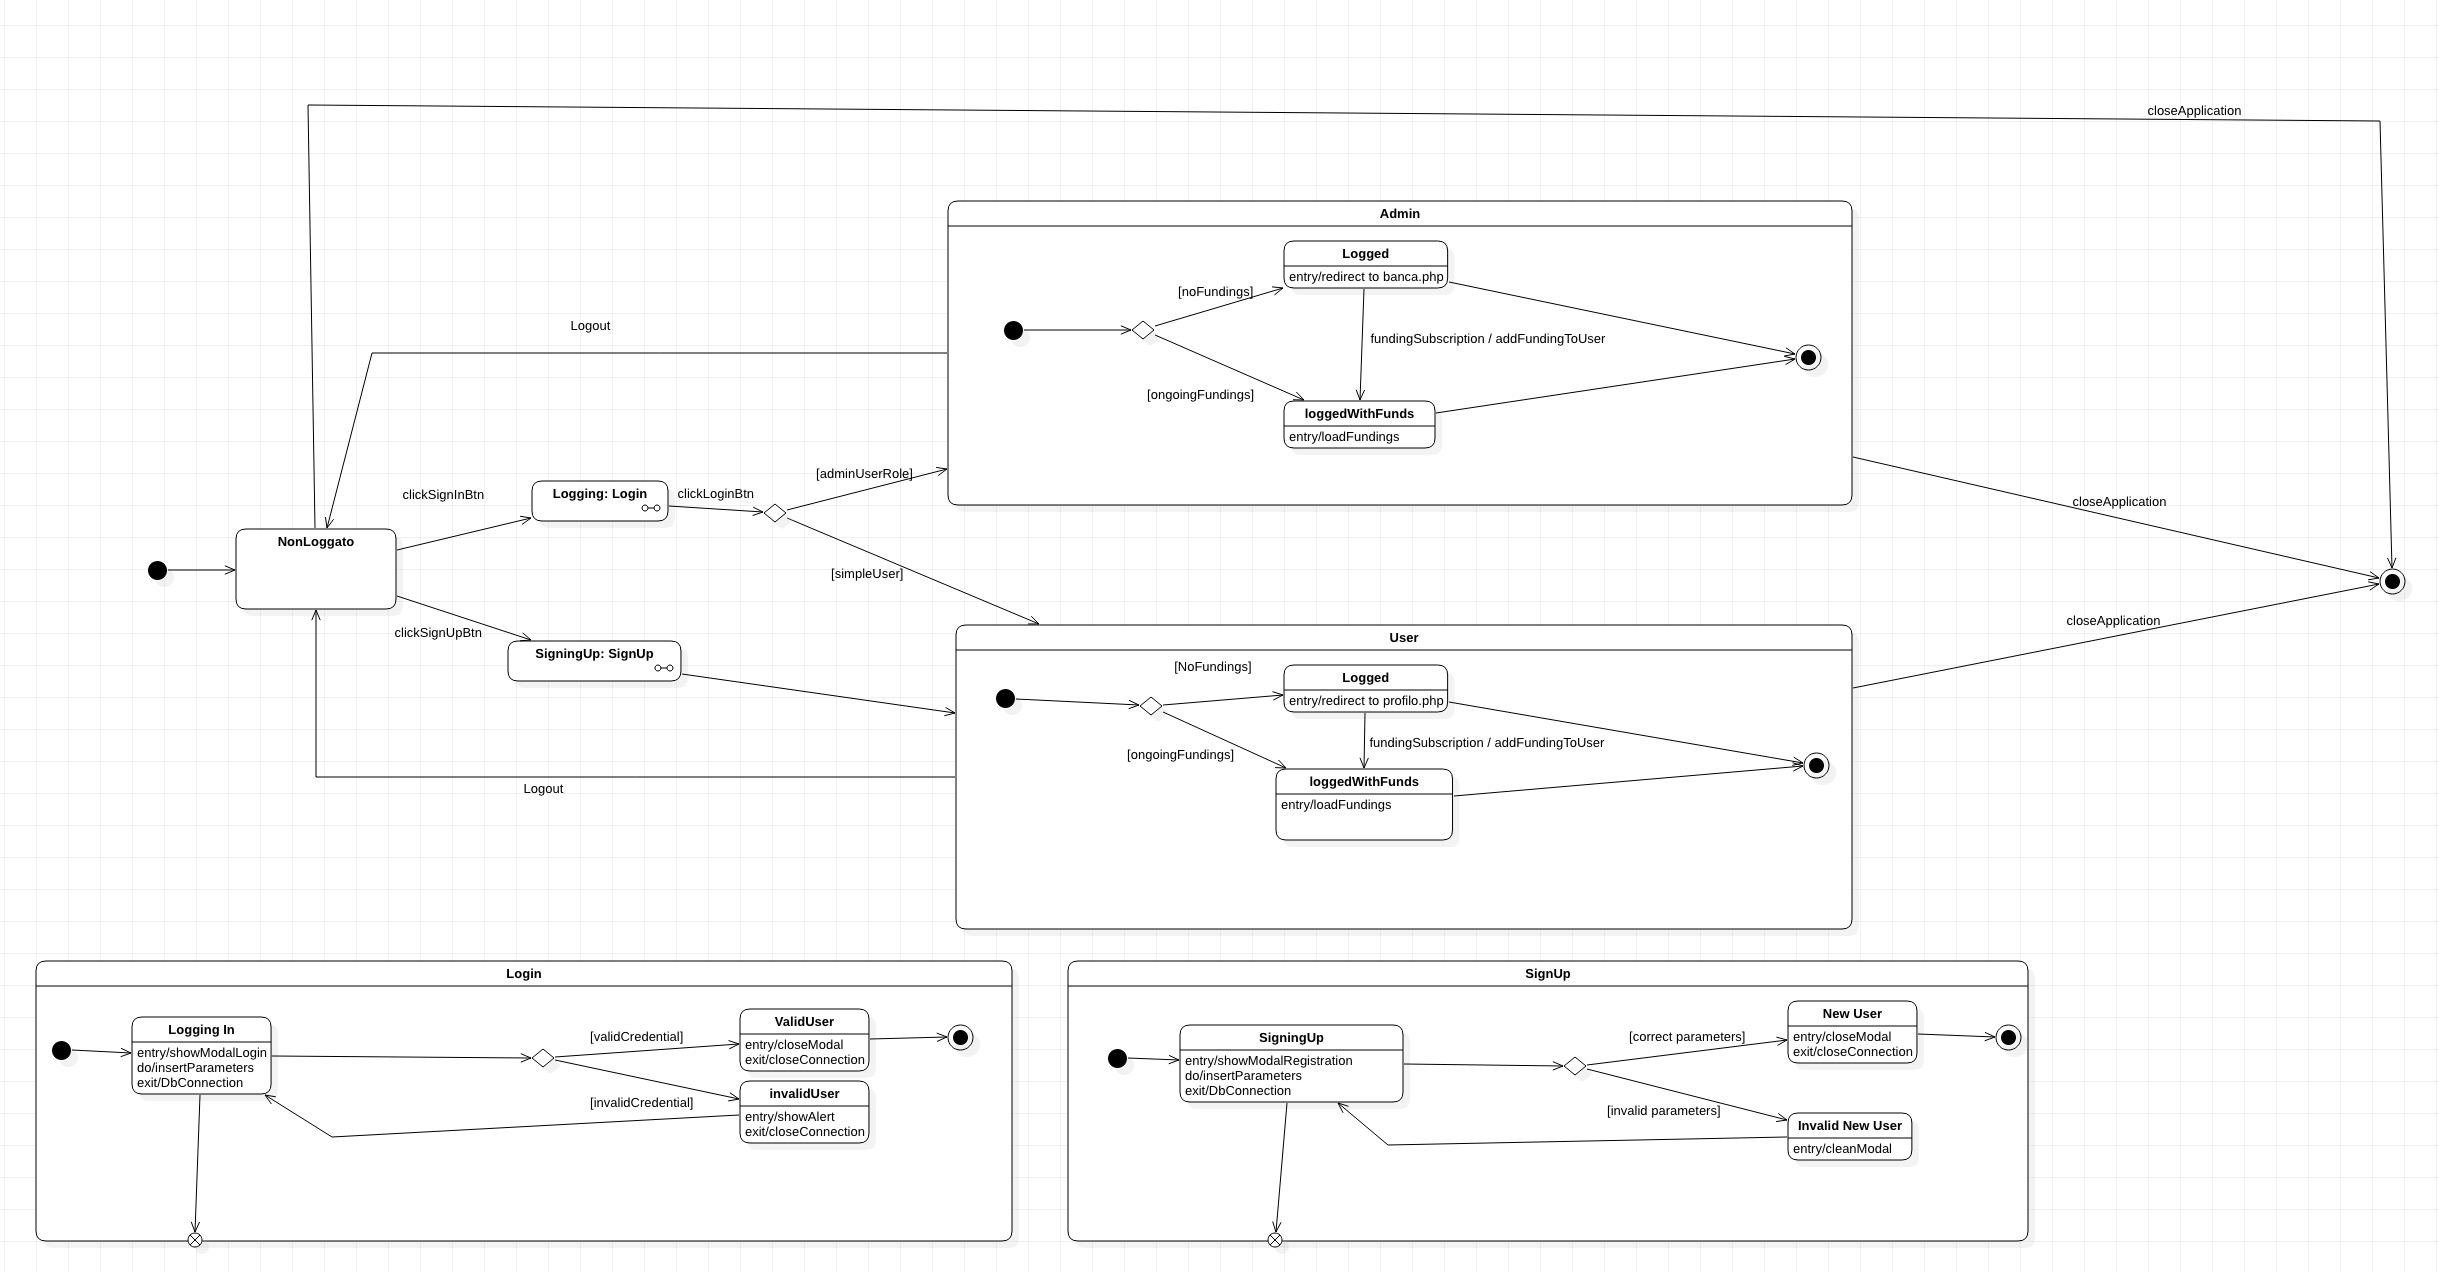 closeApplication
Admin
Logged
entry/redirect to banca.php
[noFundings]
Logout
fundingSubscription / addFundingToUser
[ongoingFundings]
loggedWithFunds
entry/loadFundings
[adminUserRole]
clickSignInBtn
Logging: Login
clickLoginBtn
closeApplication
NonLoggato
[simpleUser]
clickSignUpBtn
SigningUp: SignUp
closeApplication
User
[NoFundings]
Logged
entry/redirect to profilo.php
fundingSubscription / addFundingToUser
[ongoingFundings]
loggedWithFunds
entry/loadFundings
Logout
Login
Logging In
entry/showModalLogin
do/insertParameters
exit/DbConnection
[validCredential]
ValidUser
entry/closeModal
exit/closeConnection
[invalidCredential]
invalidUser
entry/showAlert
exit/closeConnection
SignUp
SigningUp
entry/showModalRegistration
do/insertParameters
exit/DbConnection
[correct parameters]
New User
entry/closeModal
exit/closeConnection
[invalid parameters]
Invalid New User
entry/cleanModal